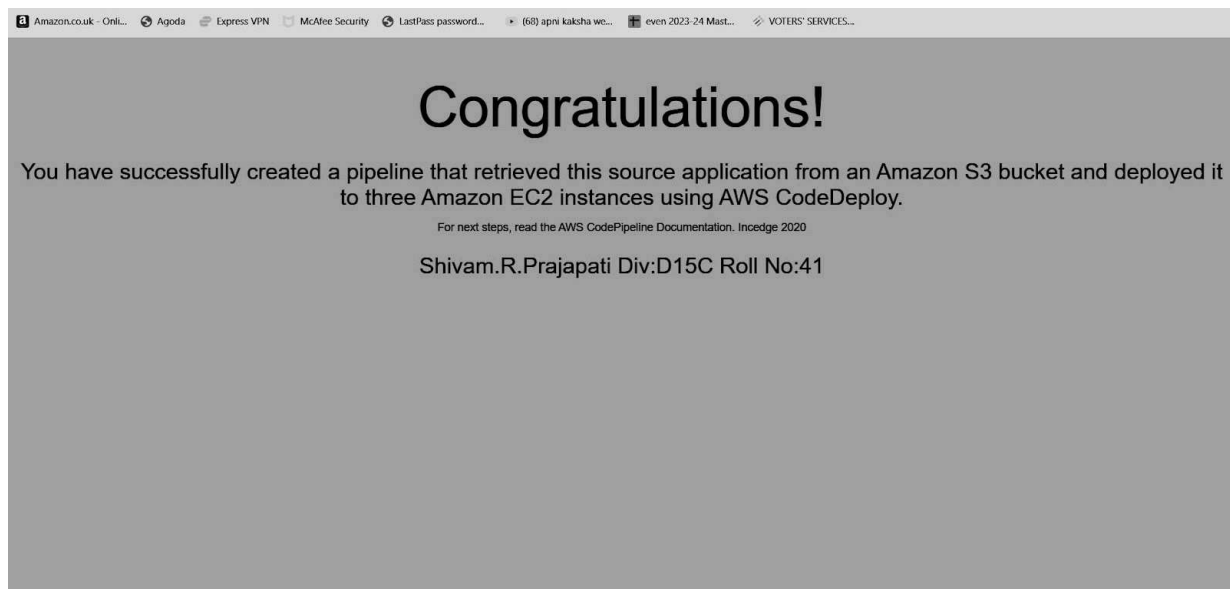 a Amazon.co.uk - Onli... Agoda Express VPN McAfee Security LastPass password... (68) apni kaksha we... even 2023-24 Mast... VOTERS' SERVICES...
Congratulations!
You have successfully created a pipeline that retrieved this source application from an Amazon S3 bucket and deployed it
to three Amazon EC2 instances using AWS CodeDeploy.
For next steps, read the AWS CodePipeline Documentation. Incedge 2020
Shivam.R.Prajapati Div:D15C Roll No:41